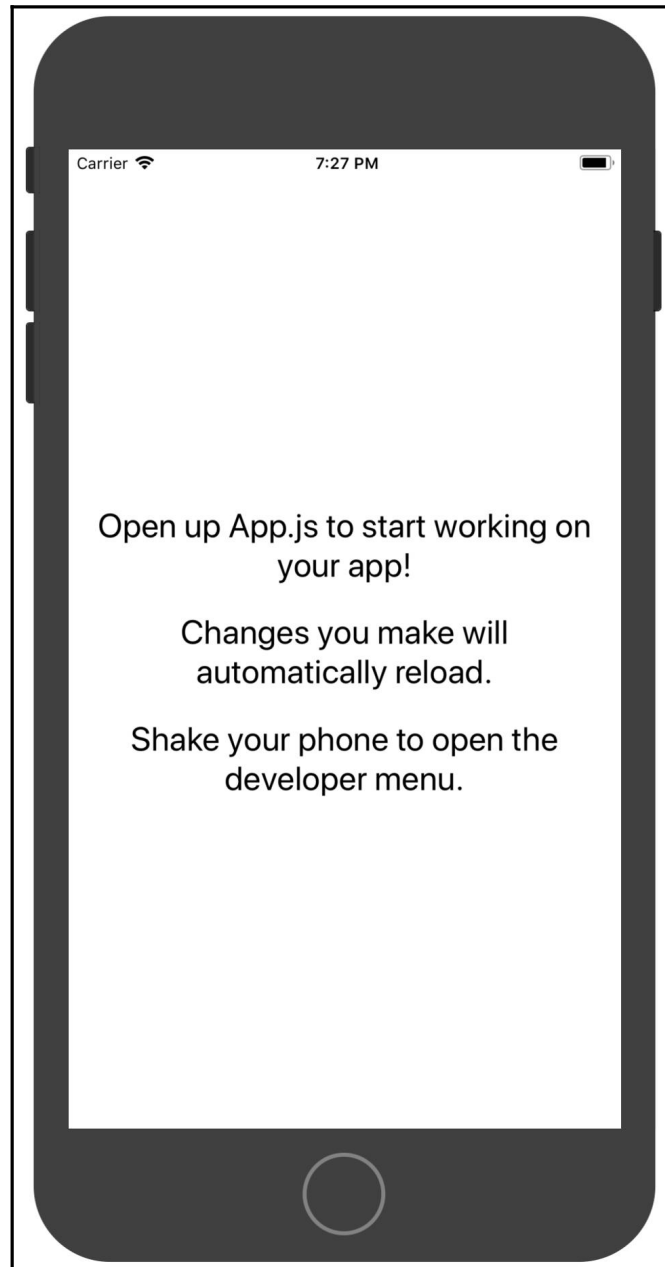 Carrier
7:27 PM
Open up App.js to start working on
your app!
Changes you make will
automatically reload.
Shake your phone to open the
developer menu.